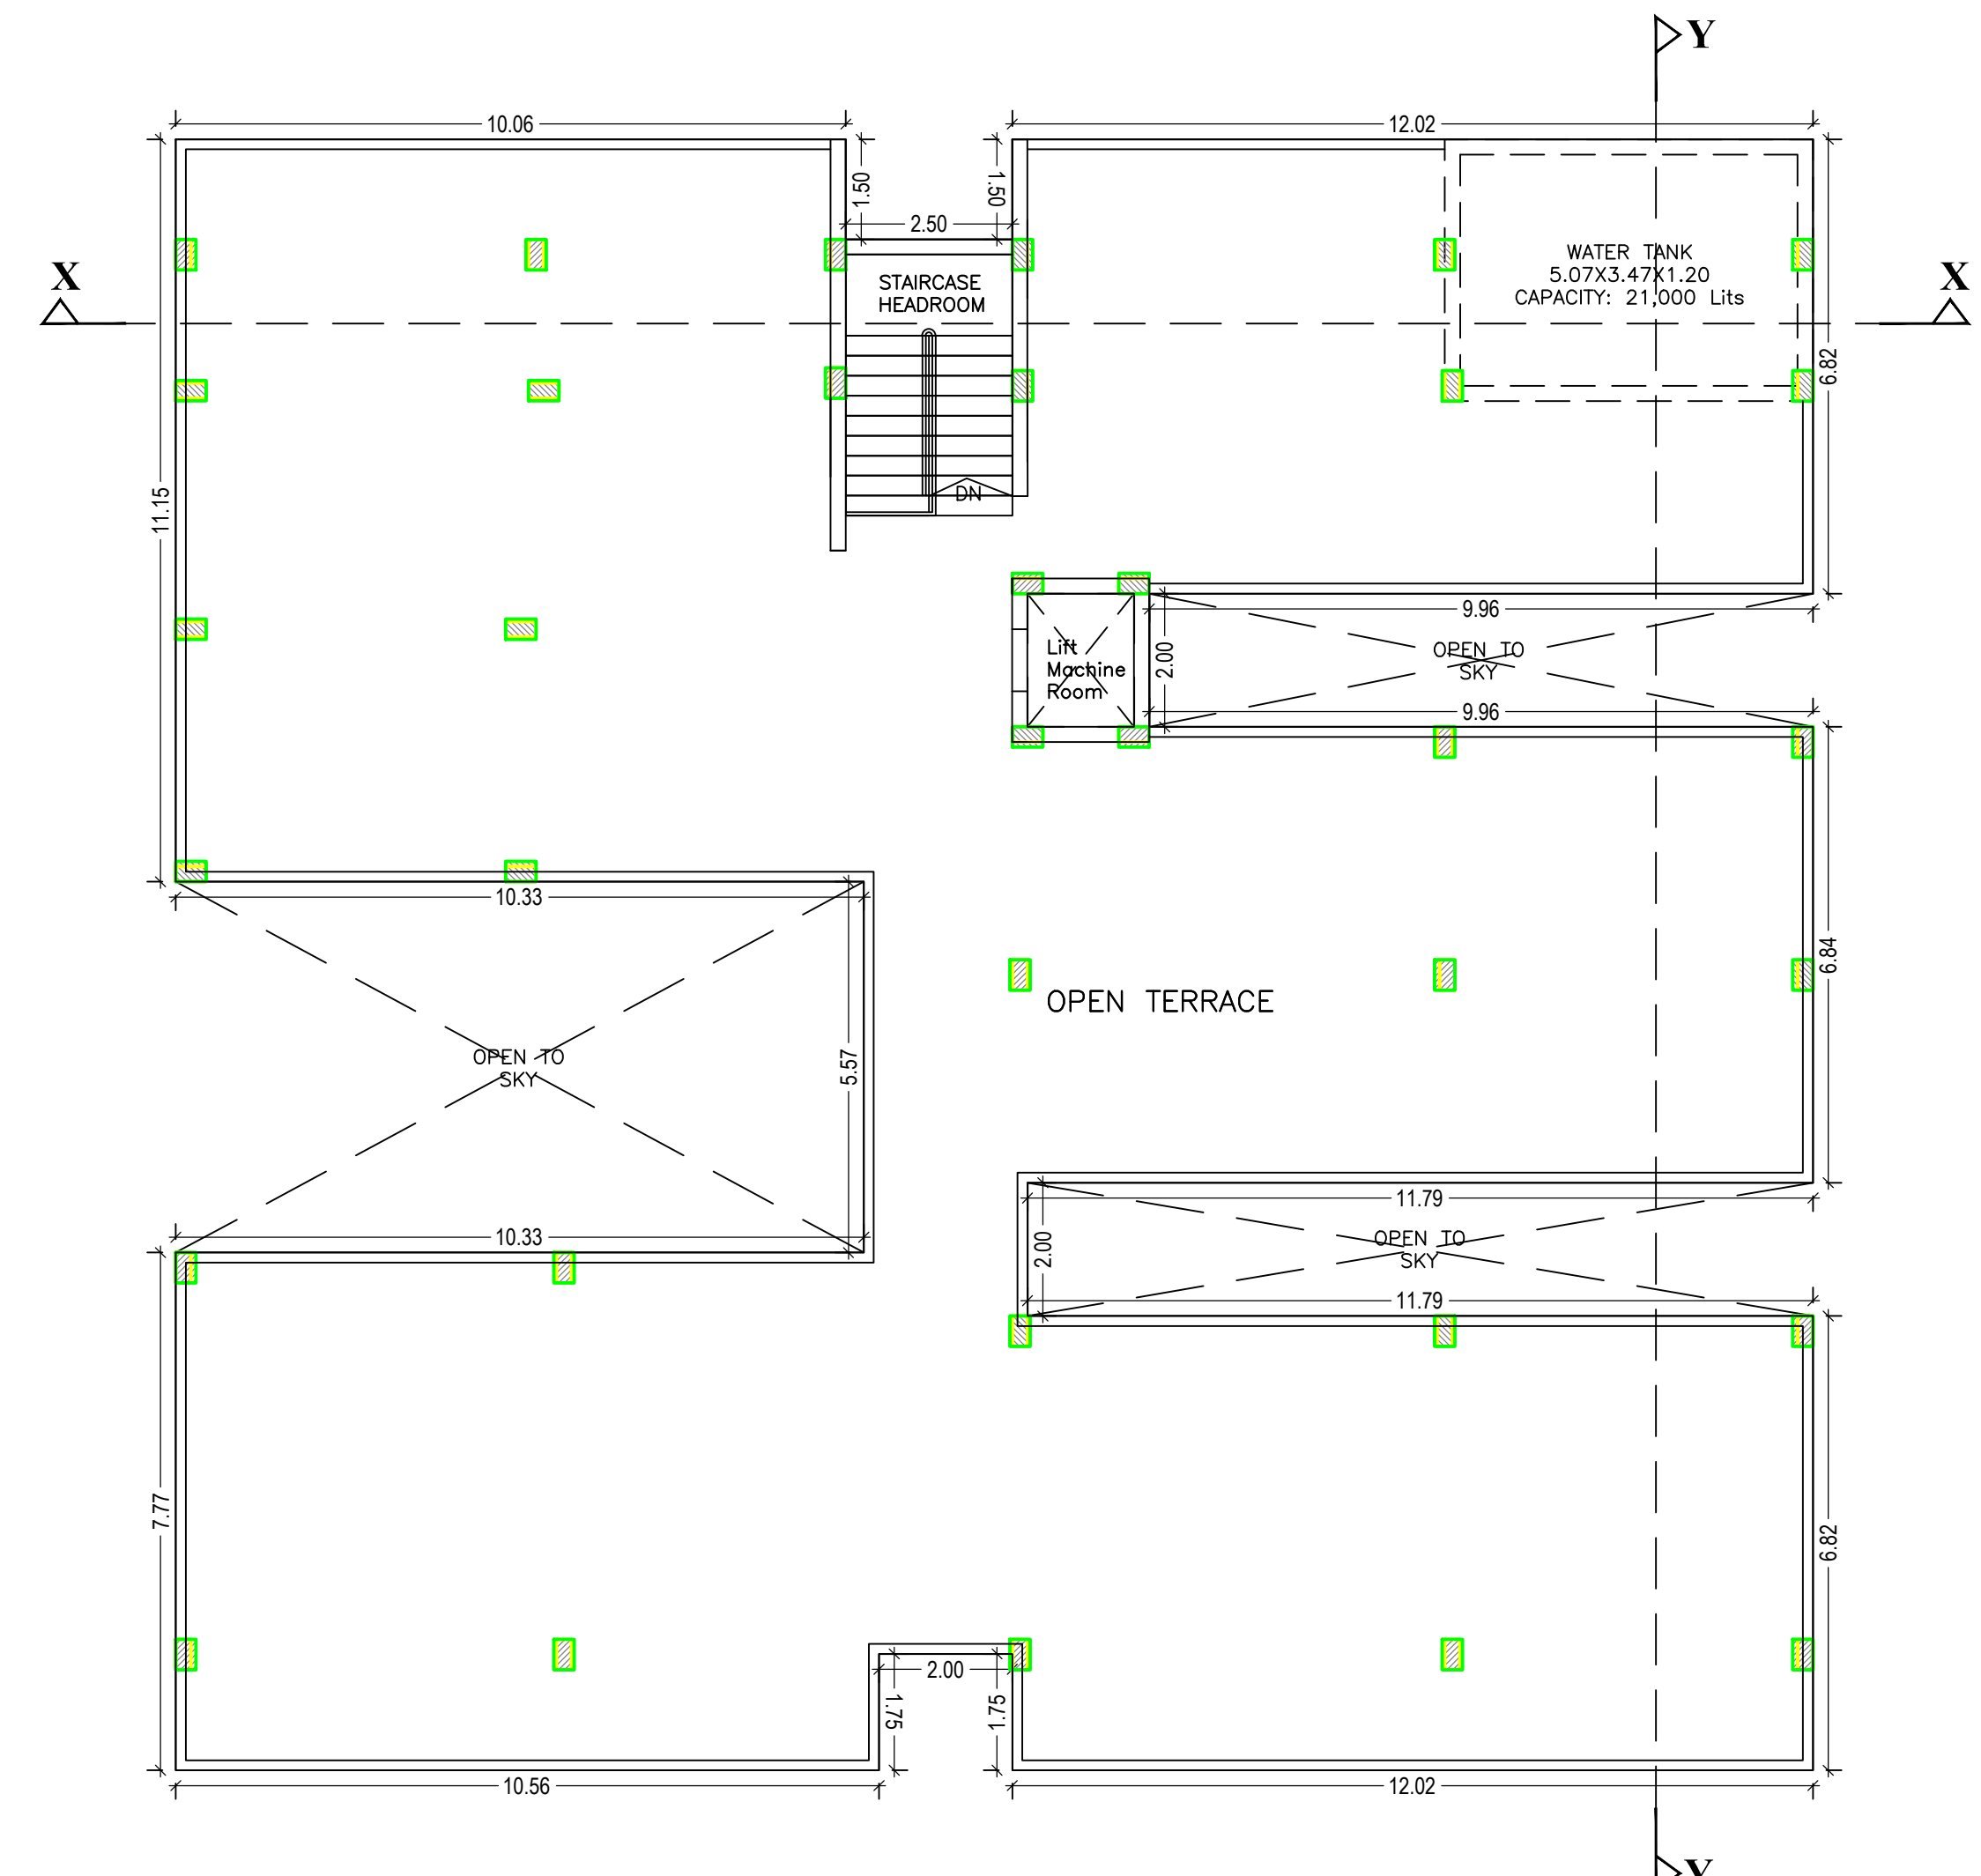 Y
10.06
12.02
1.50
1.50
2.50
X
X
STAIRCASE
HEADROOM
WATER TANK
5.07X3.47X1.20
CAPACITY: 21,000 Lits
6.82
11.15
DN
9.96
Lift
Machine
Room
2.00
OPEN TO
SKY
9.96
10.33
6.84
OPEN TERRACE
OPEN TO
SKY
5.57
11.79
10.33
2.00
OPEN TO
SKY
11.79
7.77
6.82
2.00
1.75
1.75
10.56
12.02
Y